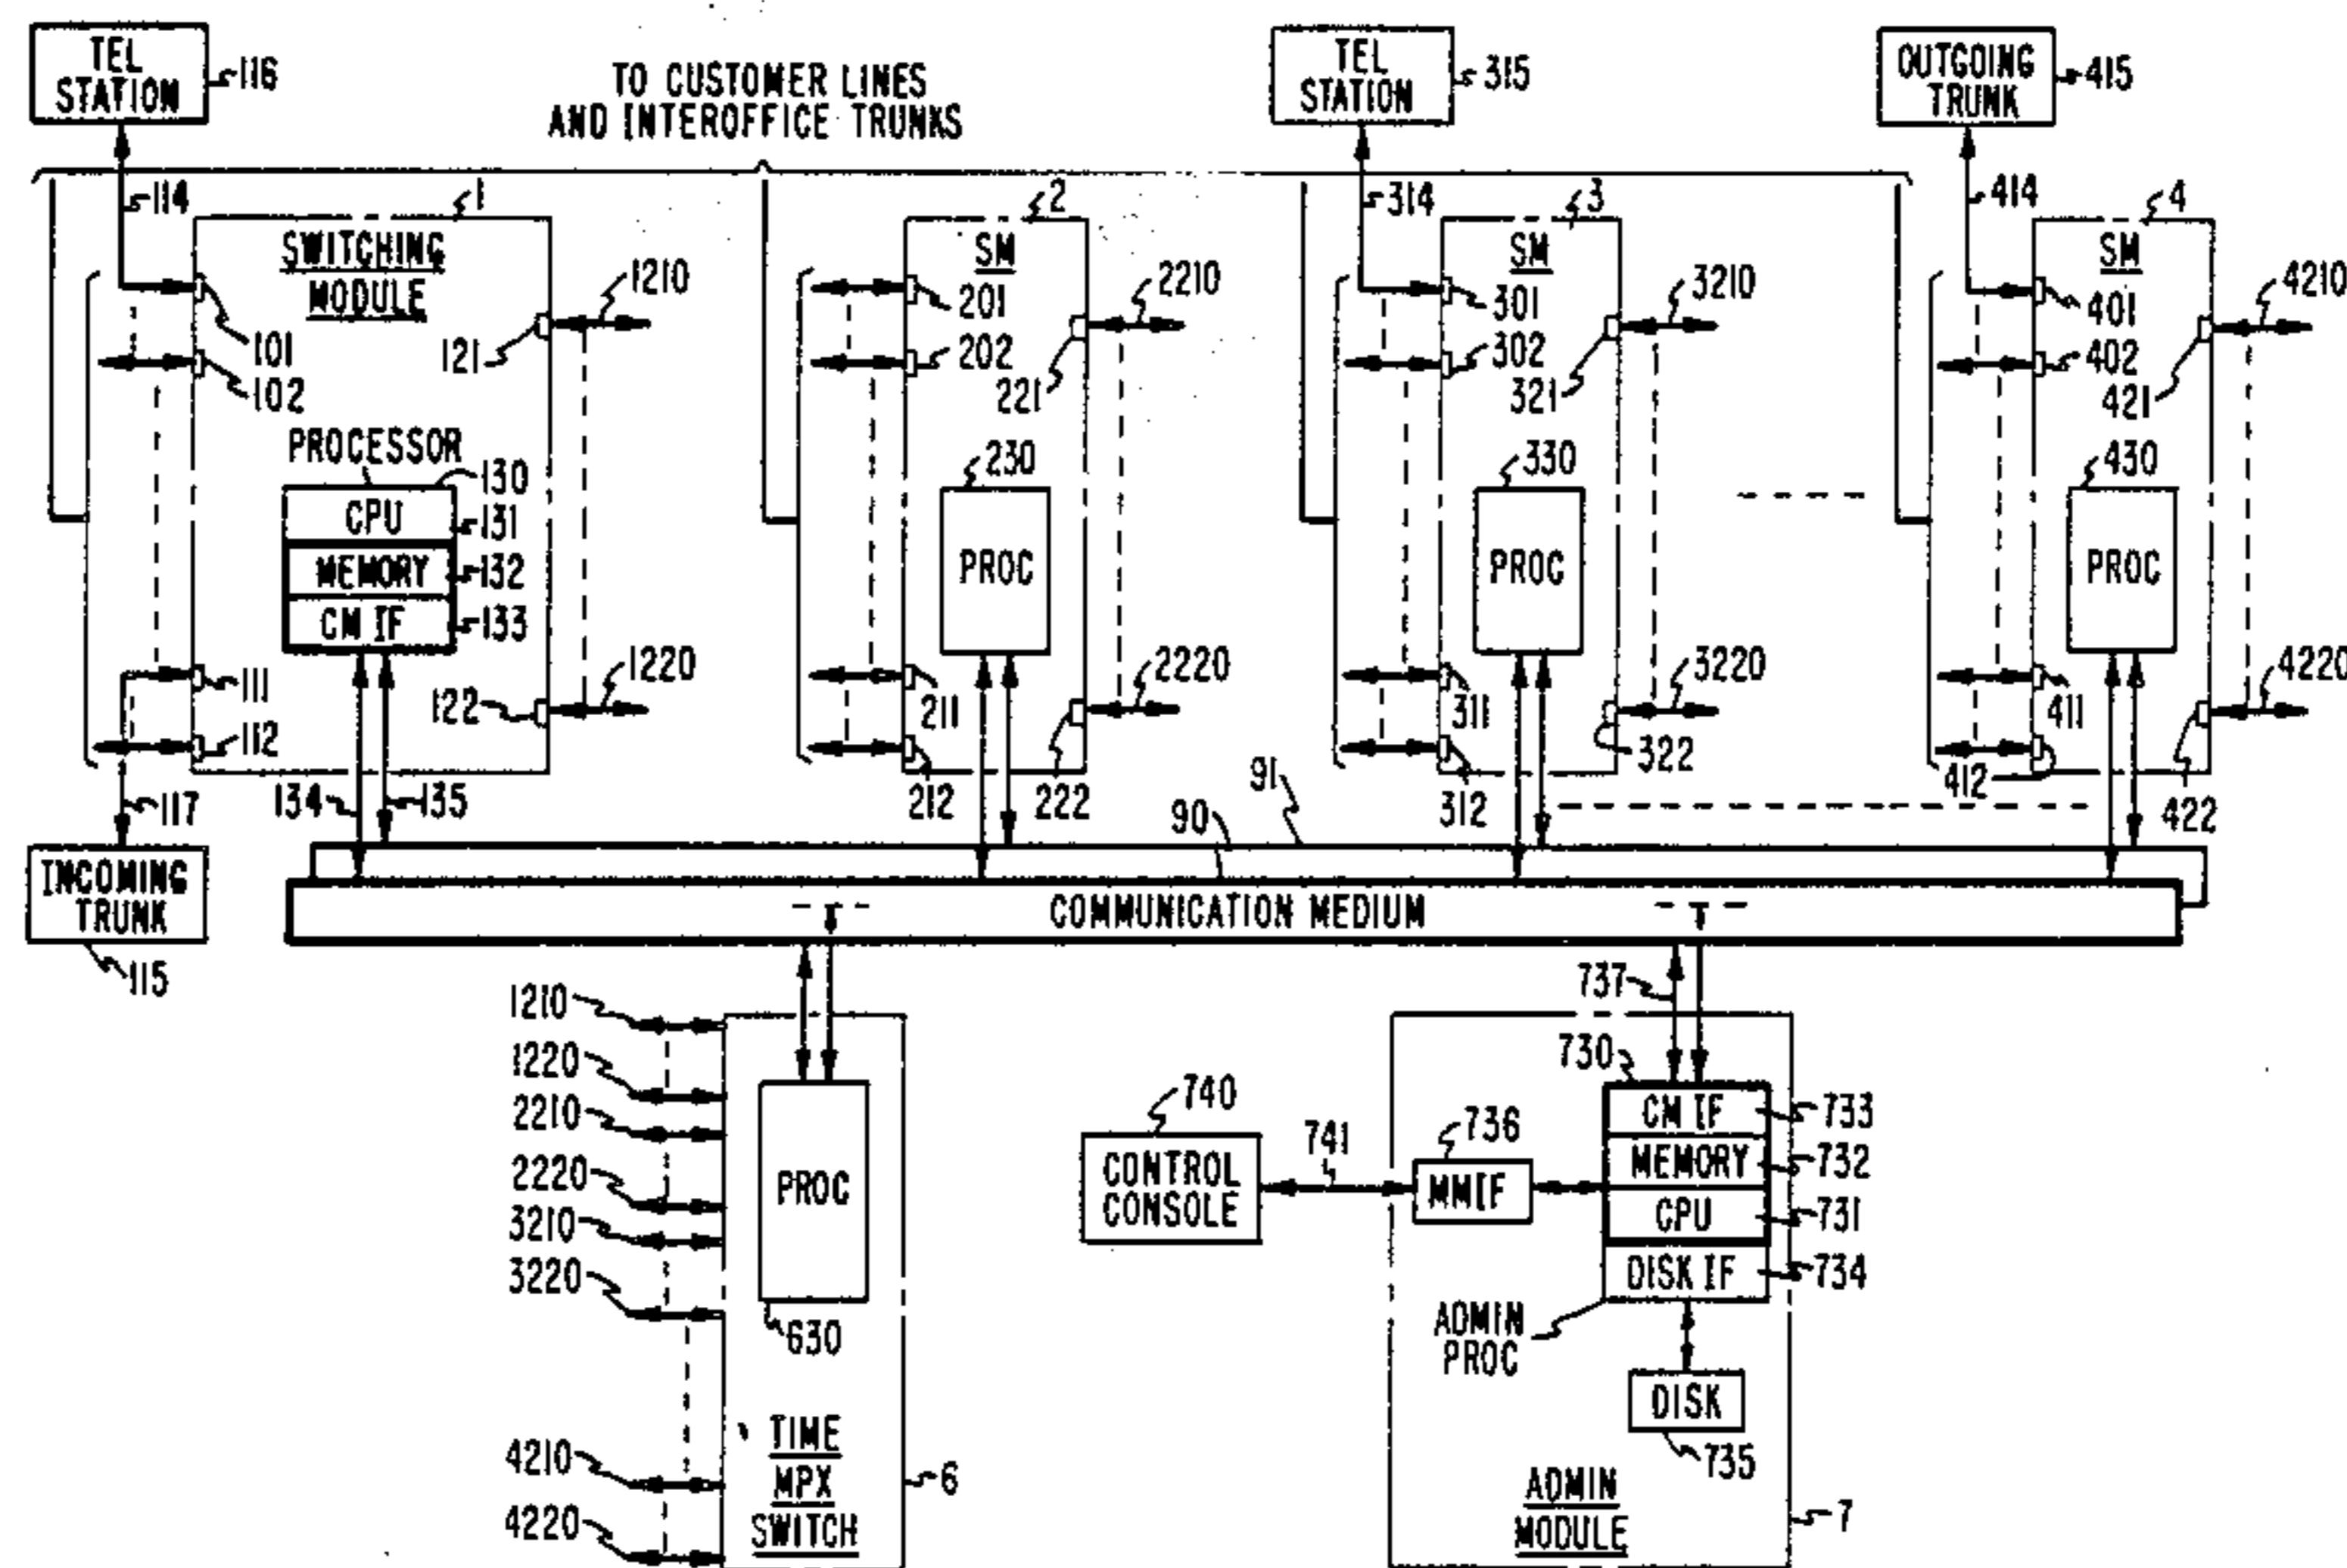 TEL
STATION
116
TO CUSTOMER LINES
AND INTEROFFICE TRUNKS
TEL
STATION
315
OUTGOING
TRUNK
415
114
1
SWITCHING
MODULE
101
102
121
1210
2
SM
201
202
221
2210
314
3
SM
301
302
321
3210
414
4
SM
401
402
421
4210
PROCESSOR
130
CPU
131
MEMORY
132
CM IF
133
230
PROC
330
PROC
430
PROC
111
112
122
1220
211
212
222
2220
311
312
322
3220
411
412
422
4220
117
134
135
91
90
INCOMING
TRUNK
115
COMMUNICATION MEDIUM
1210
1220
2210
2220
3210
3220
4210
4220
PROC
630
TIME
MPX
SWITCH
6
737
730
CM IF
733
MEMORY
732
CPU
731
DISK IF
734
740
CONTROL
CONSOLE
741
736
MMIF
ADMIN
PROC
DISK
735
ADMIN
MODULE
7